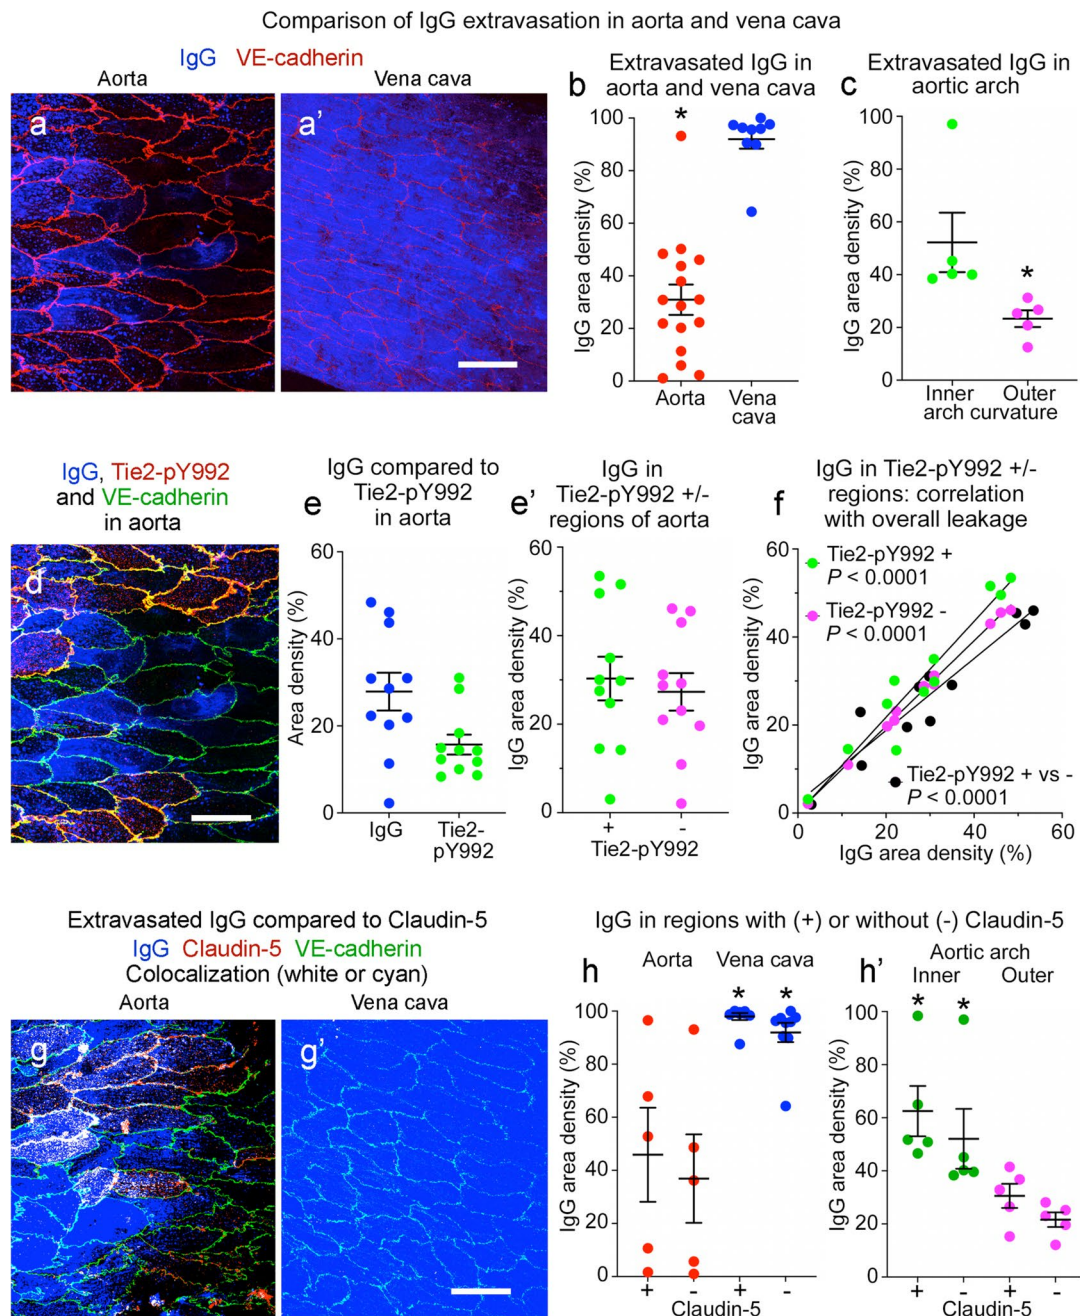 Comparison of IgG extravasation in aorta and vena cava
IgG VE-cadherin
Aorta Vena cava
a a'
b Extravasated IgG in
aorta and vena cava
IgG area density (%)
100
80
60
40
20
0
*
Aorta Vena
cava
c Extravasated IgG in
aortic arch
IgG area density (%)
100
80
60
40
20
0
*
Inner Outer
arch curvature
IgG, Tie2-pY992
and VE-cadherin
in aorta
d
e IgG compared to
Tie2-pY992
in aorta
Area density (%)
60
40
20
0
IgG Tie2-
pY992
e' IgG in
Tie2-pY992 +/-
regions of aorta
IgG area density (%)
60
40
20
0
+ -
Tie2-pY992
f IgG in Tie2-pY992 +/-
regions: correlation
with overall leakage
IgG area density (%)
60
40
20
0
Tie2-pY992 +
P < 0.0001
Tie2-pY992 -
P < 0.0001
Tie2-pY992 + vs -
P < 0.0001
0 20 40 60
IgG area density (%)
Extravasated IgG compared to Claudin-5
IgG Claudin-5 VE-cadherin
Colocalization (white or cyan)
Aorta Vena cava
g g'
IgG in regions with (+) or without (-) Claudin-5
h Aorta Vena cava
* *
IgG area density (%)
100
80
60
40
20
0
+ - + -
Claudin-5
h' Aortic arch
Inner Outer
* *
IgG area density (%)
100
80
60
40
20
0
+ - + -
Claudin-5